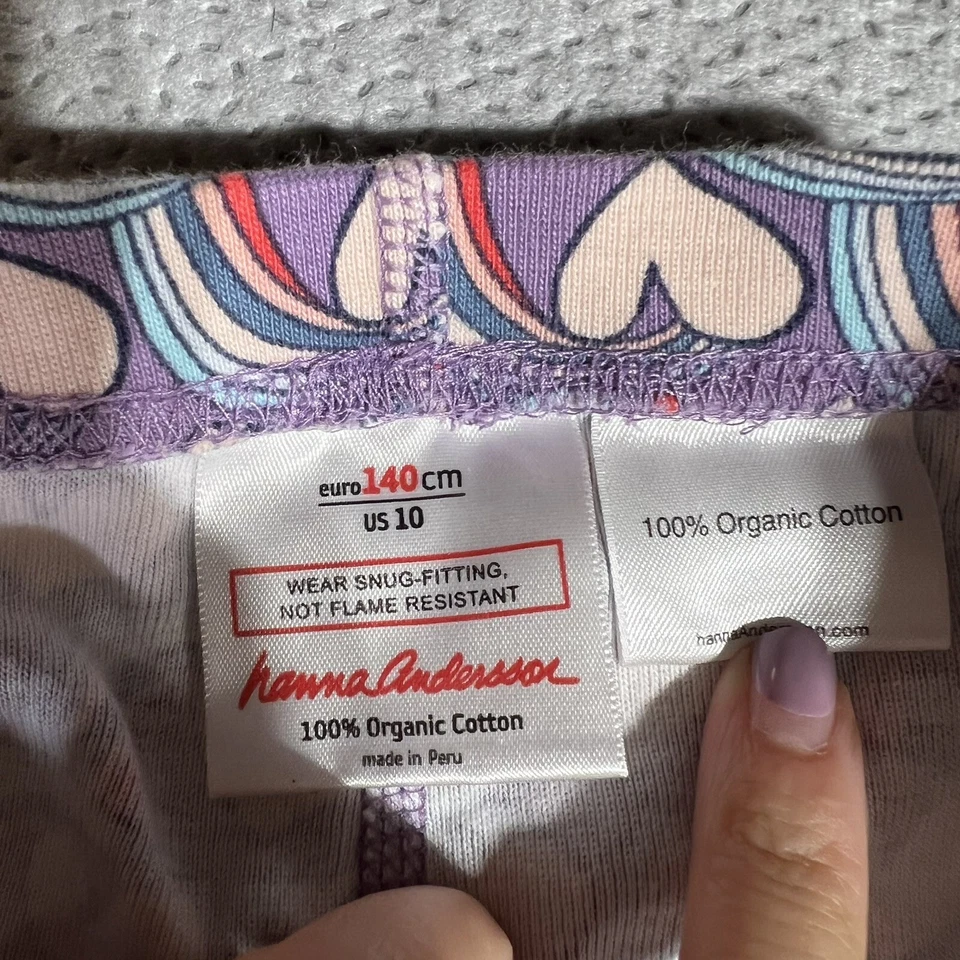 euro140cm
US 10
WEAR SNUG-FITTING,
NOT FLAME RESISTANT
hanna Andersson
100% Organic Cotton
made in Peru
100% Organic Cotton